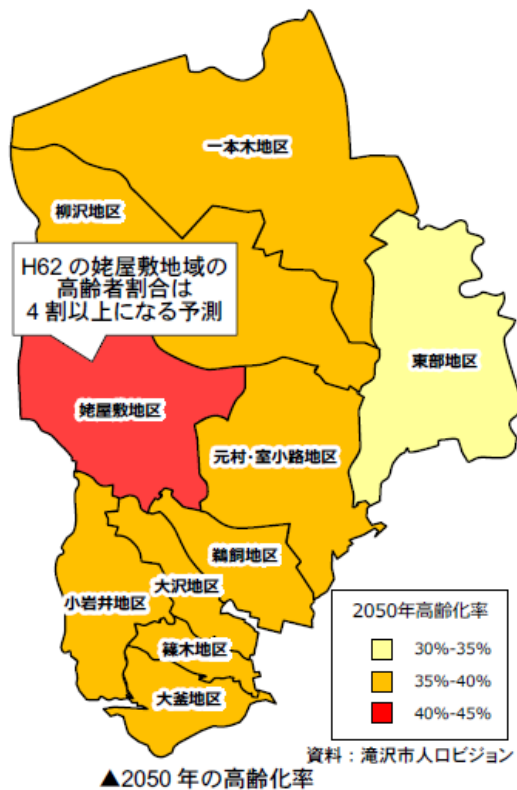 一本木地区
柳沢地区
H62 の姥屋敷地域の
高齢者割合は
4 割以上になる予測
東部地区
姥屋敷地区
元村・室小路地区
鵜飼地区
大沢地区
小岩井地区
篠木地区
大釜地区
2050年高齢化率
30%-35%
35%-40%
40%-45%
資料：滝沢市人口ビジョン
▲2050 年の高齢化率